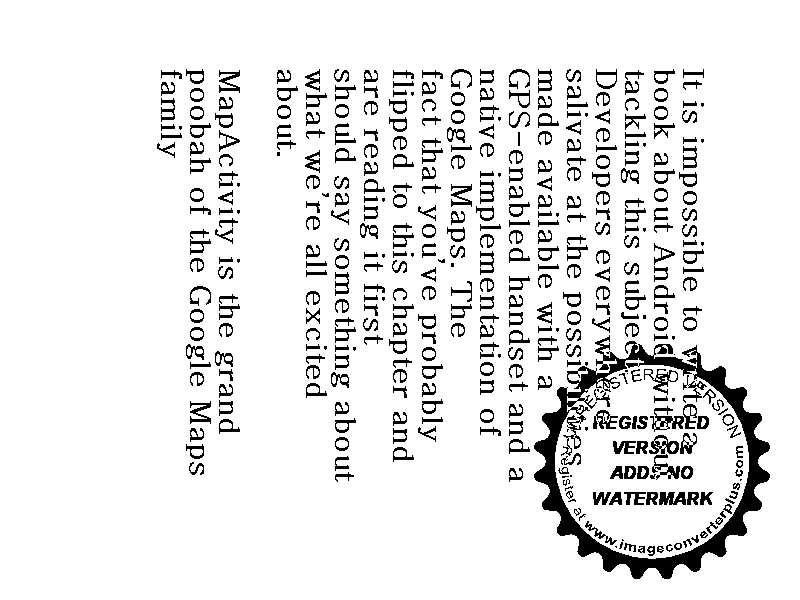 It is impossible to write a
book about Android without
tackling this subject.
Developers everywhere
salivate at the possibilities
made available with a
GPS-enabled handset and a
native implementation of
Google Maps. The
fact that you've probably
flipped to this chapter and
are reading it first
should say something about
what we're all excited
about.
MapActivity is the grand
poobah of the Google Maps
family
REGISTERED VERSION
REGISTERED
VERSION
ADDS NO
WATERMARK
Register at www.imageconverterplus.com